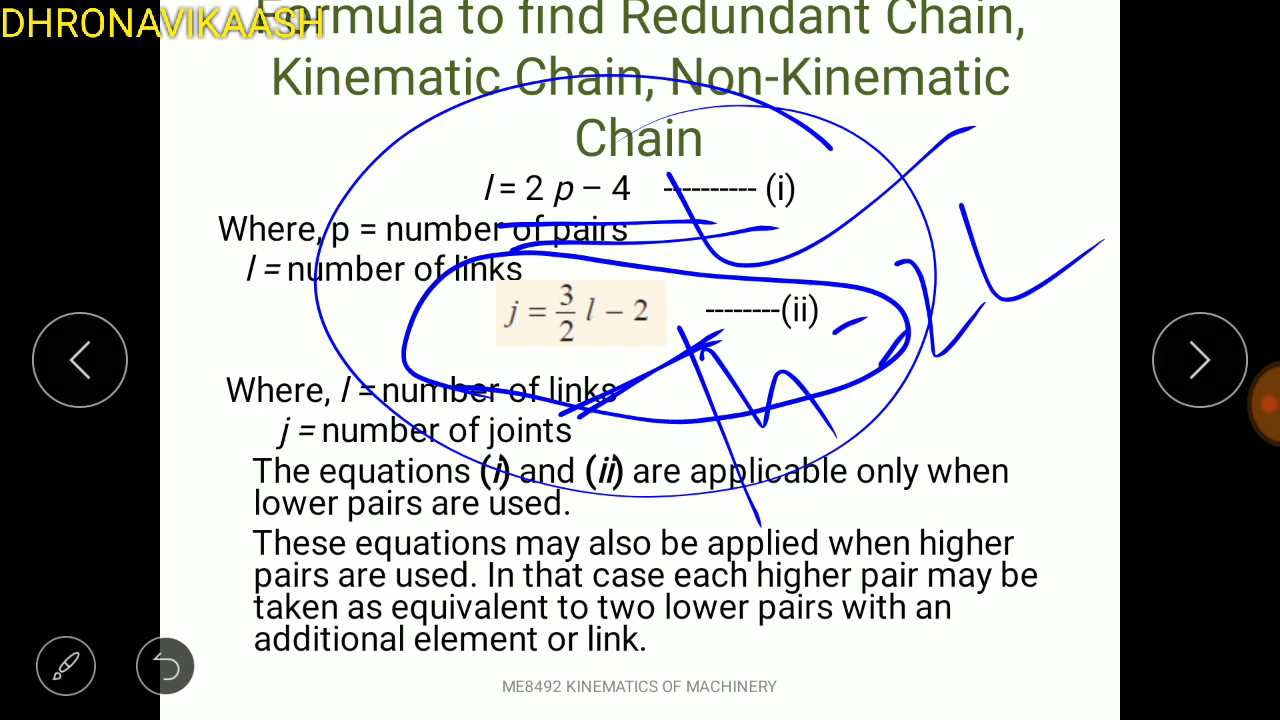 DHRONAVIKAASH
Formula to find Redundant Chain,
Kinematic Chain, Non-Kinematic
Chain
l = 2 p – 4 ---------- (i)
Where, p = number of pairs
l = number of links
j = 3/2 l – 2 --------(ii)
Where, l = number of links
j = number of joints
The equations (i) and (ii) are applicable only when
lower pairs are used.
These equations may also be applied when higher
pairs are used. In that case each higher pair may be
taken as equivalent to two lower pairs with an
additional element or link.
ME8492 KINEMATICS OF MACHINERY